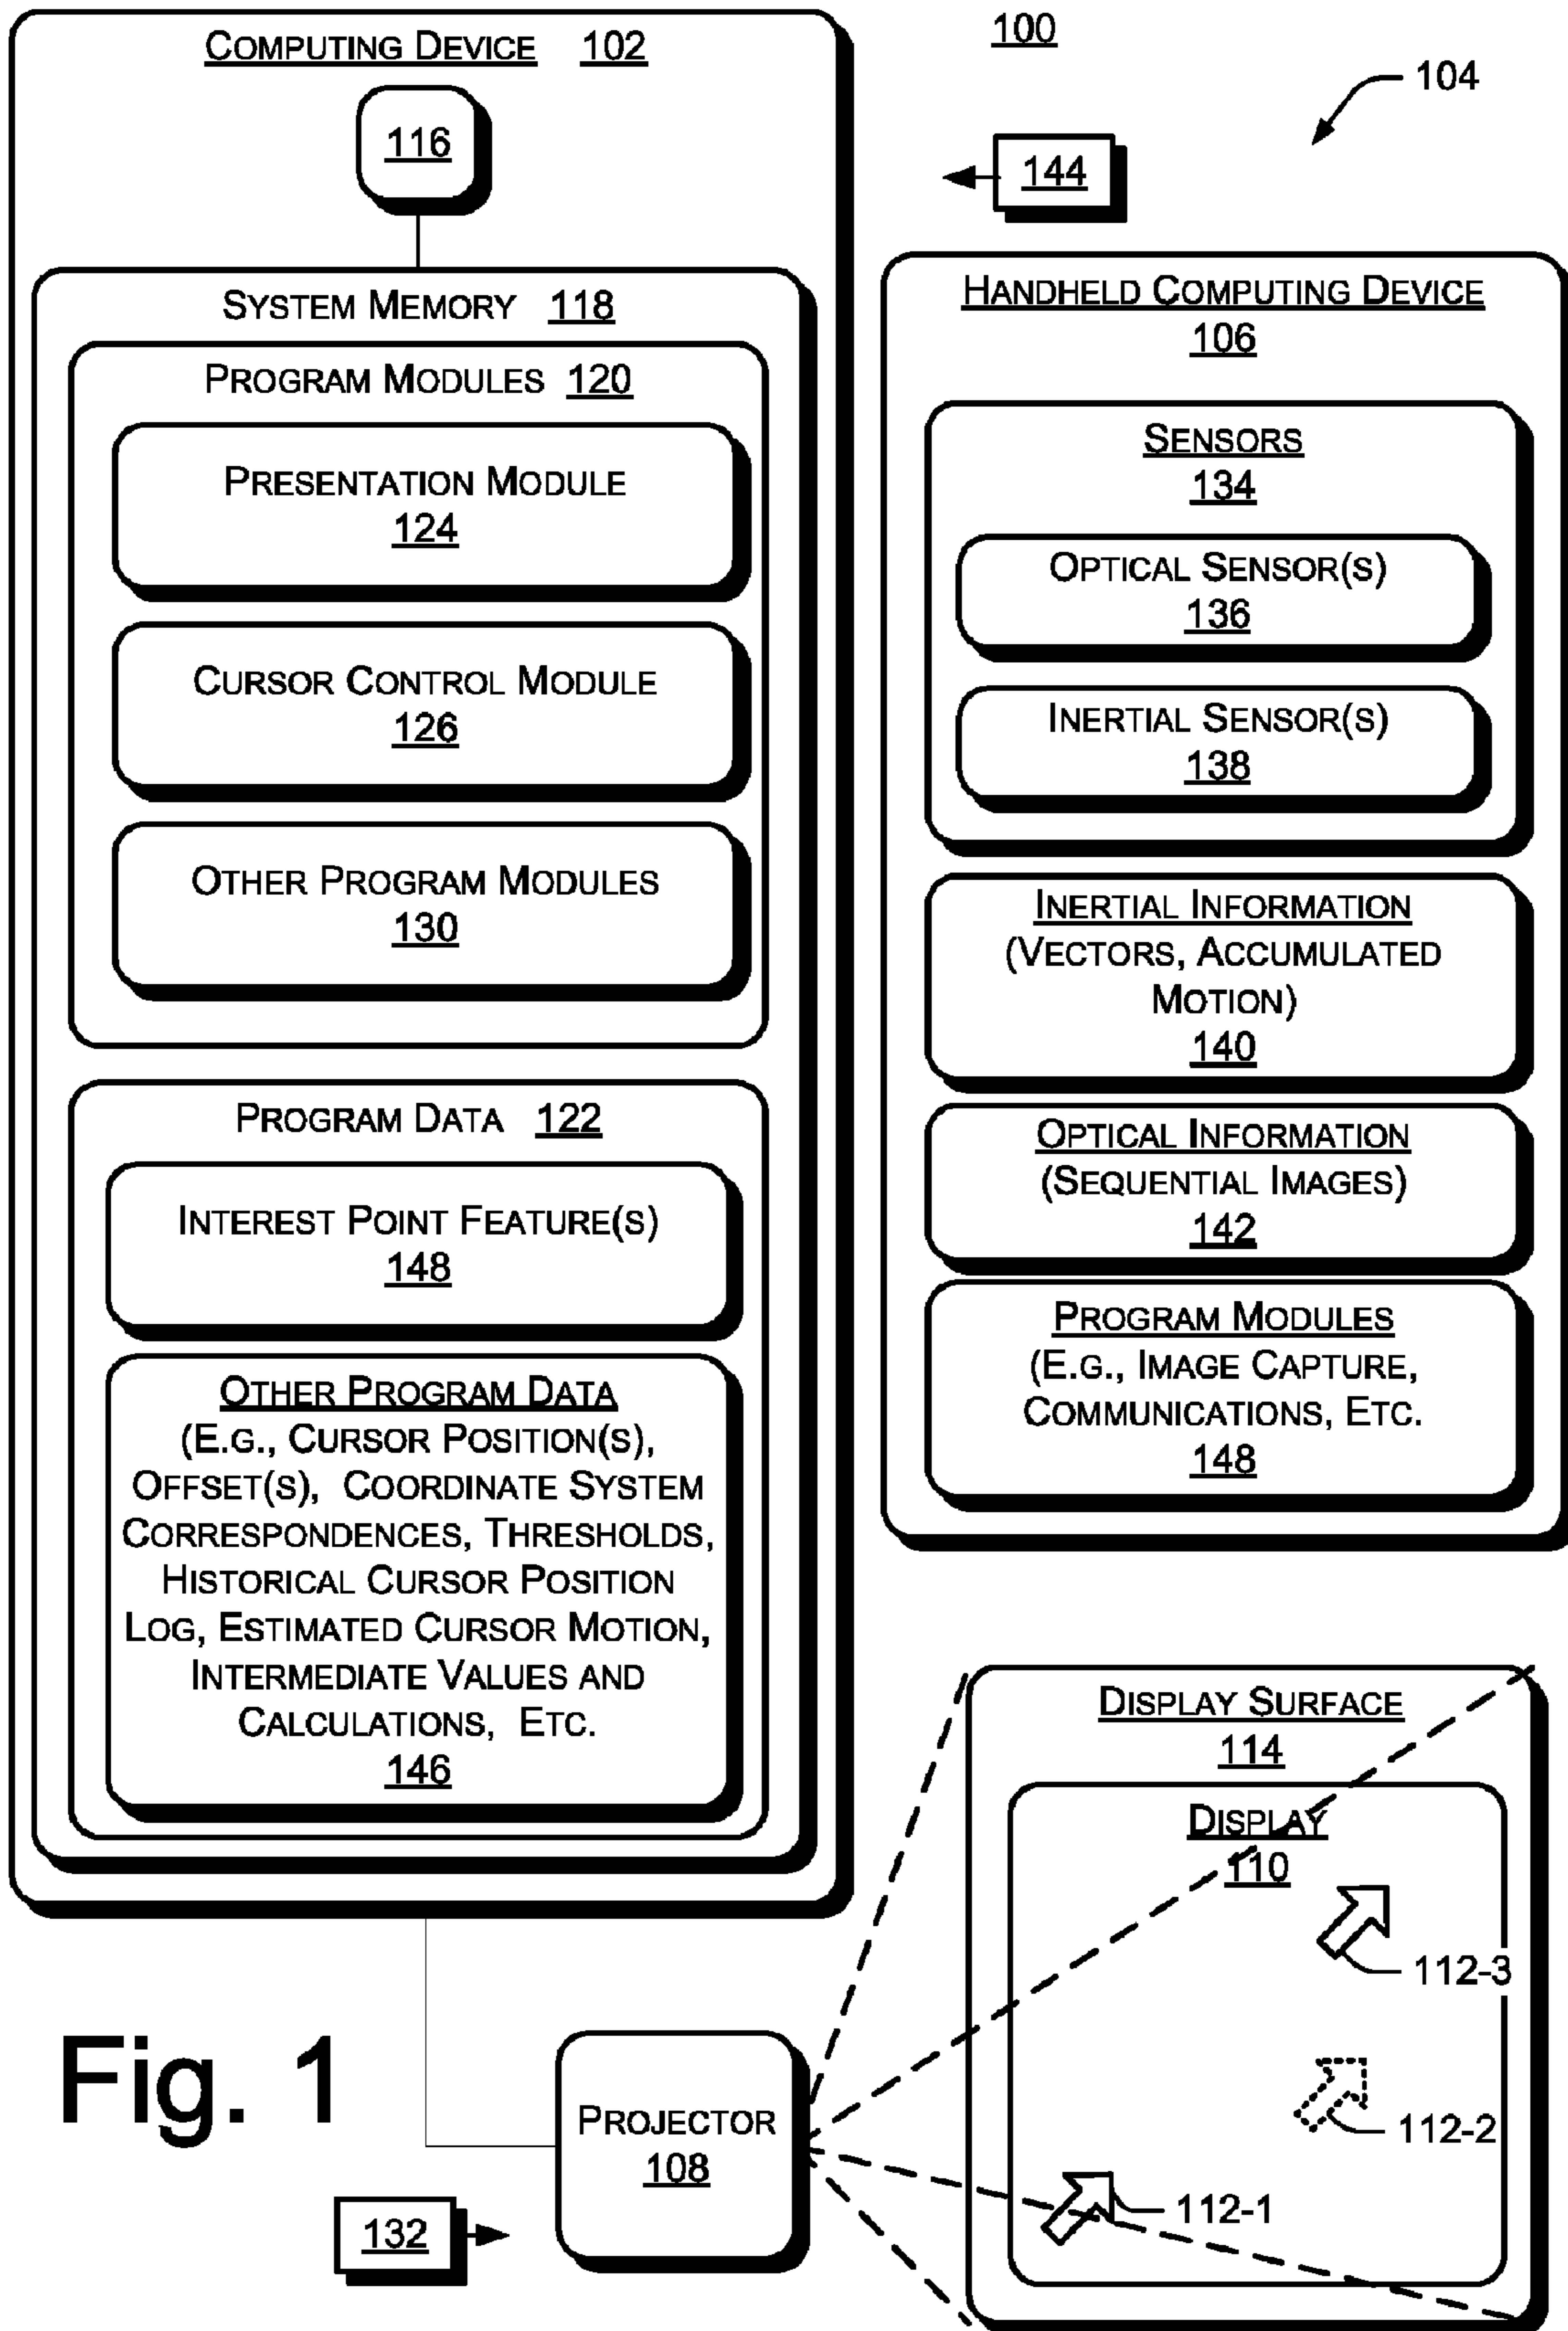 COMPUTING DEVICE 102
116
SYSTEM MEMORY 118
PROGRAM MODULES 120
PRESENTATION MODULE
124
CURSOR CONTROL MODULE
126
OTHER PROGRAM MODULES
130
PROGRAM DATA 122
INTEREST POINT FEATURE(S)
148
OTHER PROGRAM DATA
(E.G., CURSOR POSITION(S),
OFFSET(S), COORDINATE SYSTEM
CORRESPONDENCES, THRESHOLDS,
HISTORICAL CURSOR POSITION
LOG, ESTIMATED CURSOR MOTION,
INTERMEDIATE VALUES AND
CALCULATIONS, ETC.
146
100
104
144
HANDHELD COMPUTING DEVICE
106
SENSORS
134
OPTICAL SENSOR(S)
136
INERTIAL SENSOR(S)
138
INERTIAL INFORMATION
(VECTORS, ACCUMULATED
MOTION)
140
OPTICAL INFORMATION
(SEQUENTIAL IMAGES)
142
PROGRAM MODULES
(E.G., IMAGE CAPTURE,
COMMUNICATIONS, ETC.
148
DISPLAY SURFACE
114
DISPLAY
110
112-3
112-2
112-1
PROJECTOR
108
132
Fig. 1